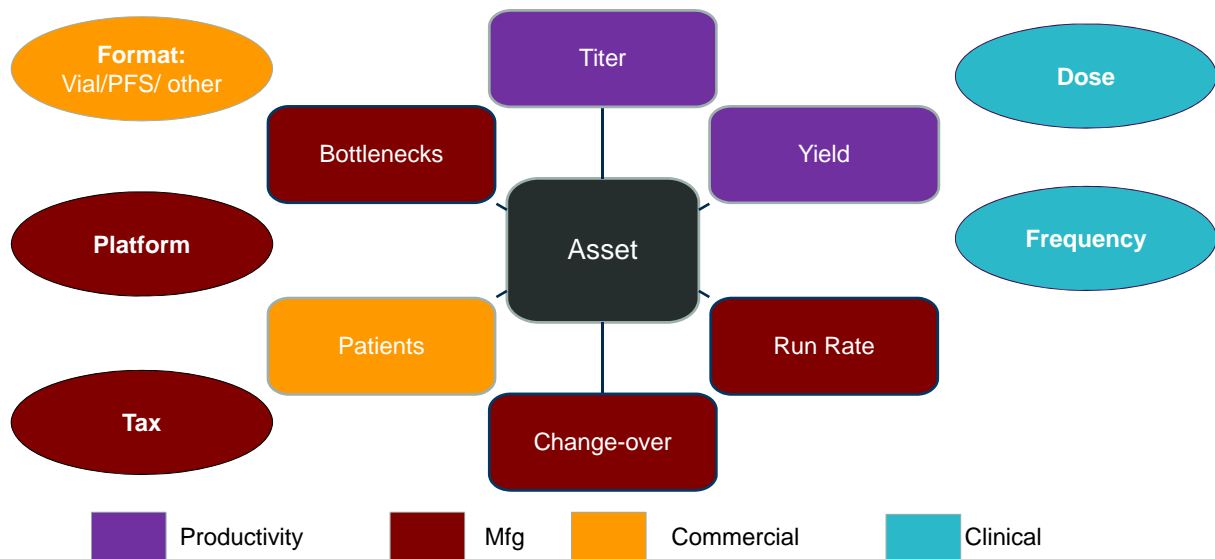 Format:
Vial/PFS/ other
Titer
Dose
Bottlenecks
Yield
Platform
Asset
Frequency
Patients
Run Rate
Tax
Change-over
Productivity
Mfg
Commercial
Clinical